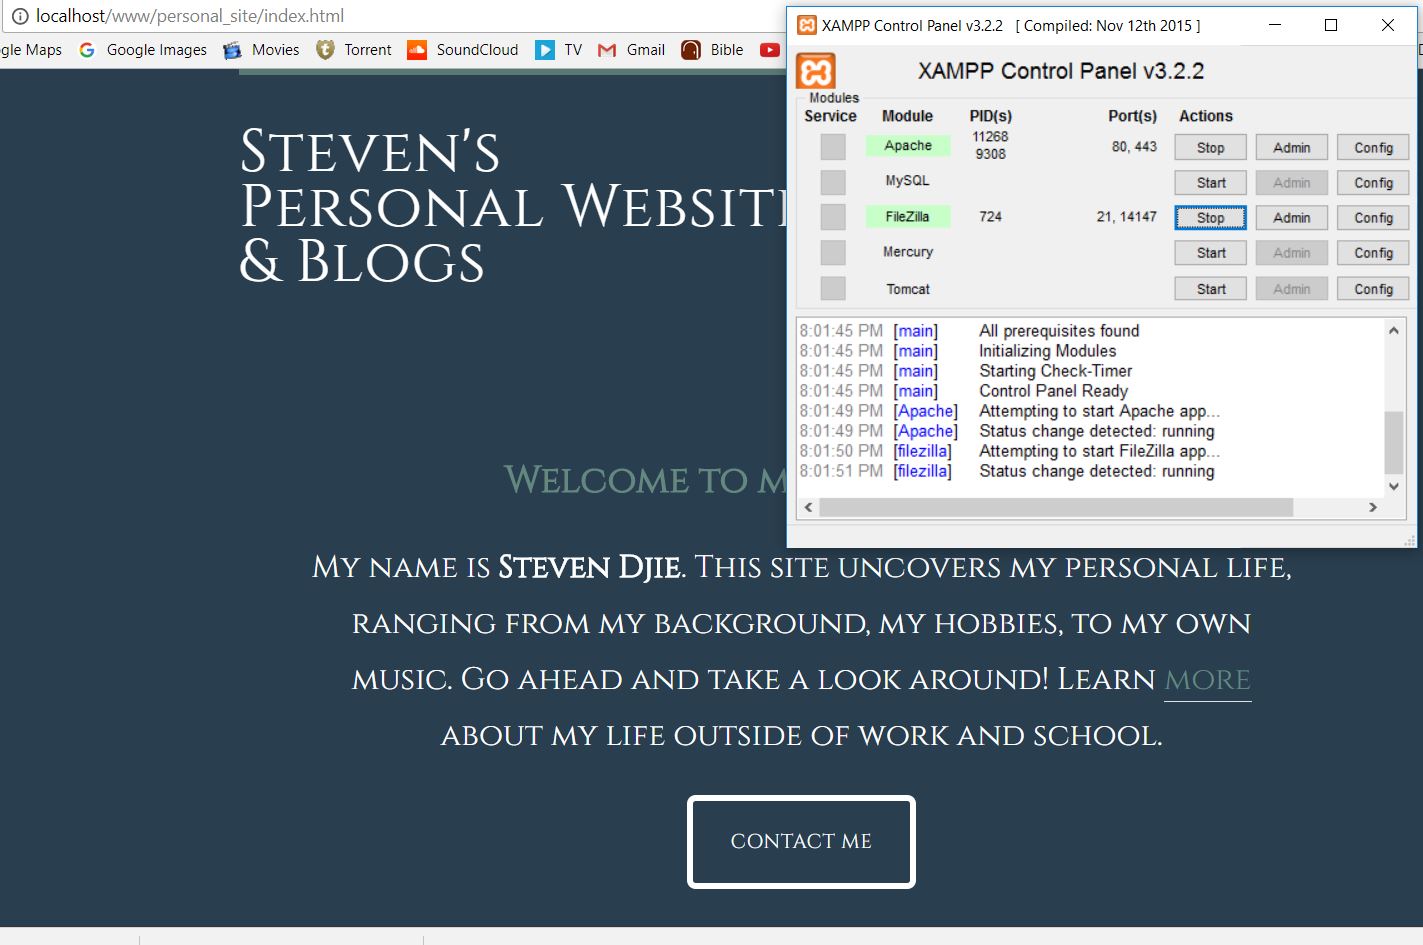 localhost/www/personal_site/index.html
gle Maps Google Images Movies Torrent SoundCloud TV Gmail Bible
STEVEN'S
PERSONAL WEBSIT
& BLOGS
WELCOME TO M
MY NAME IS STEVEN DJIE. THIS SITE UNCOVERS MY PERSONAL LIFE,
RANGING FROM MY BACKGROUND, MY HOBBIES, TO MY OWN
MUSIC. GO AHEAD AND TAKE A LOOK AROUND! LEARN MORE
ABOUT MY LIFE OUTSIDE OF WORK AND SCHOOL.
CONTACT ME
XAMPP Control Panel v3.2.2 [ Compiled: Nov 12th 2015 ]
XAMPP Control Panel v3.2.2
Modules
Service Module PID(s) Port(s) Actions
Apache 11268 9308 80, 443 Stop Admin Config
MySQL Start Admin Config
FileZilla 724 21, 14147 Stop Admin Config
Mercury Start Admin Config
Tomcat Start Admin Config
8:01:45 PM [main] All prerequisites found
8:01:45 PM [main] Initializing Modules
8:01:45 PM [main] Starting Check-Timer
8:01:45 PM [main] Control Panel Ready
8:01:49 PM [Apache] Attempting to start Apache app...
8:01:49 PM [Apache] Status change detected: running
8:01:50 PM [filezilla] Attempting to start FileZilla app...
8:01:51 PM [filezilla] Status change detected: running